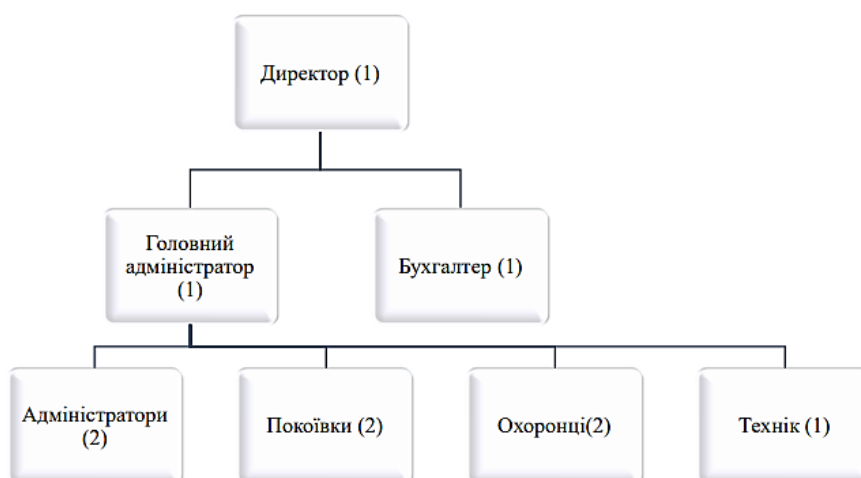 Директор (1)
Головний
адміністратор
(1)
Бухгалтер (1)
Адміністратори
(2)
Покоївки (2)
Охоронці(2)
Технік (1)